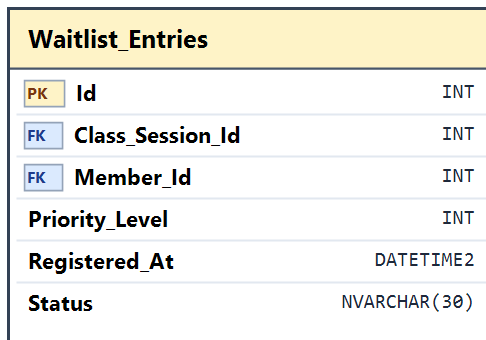 Waitlist_Entries
PK Id INT
FK Class_Session_Id INT
FK Member_Id INT
Priority_Level INT
Registered_At DATETIME2
Status NVARCHAR(30)